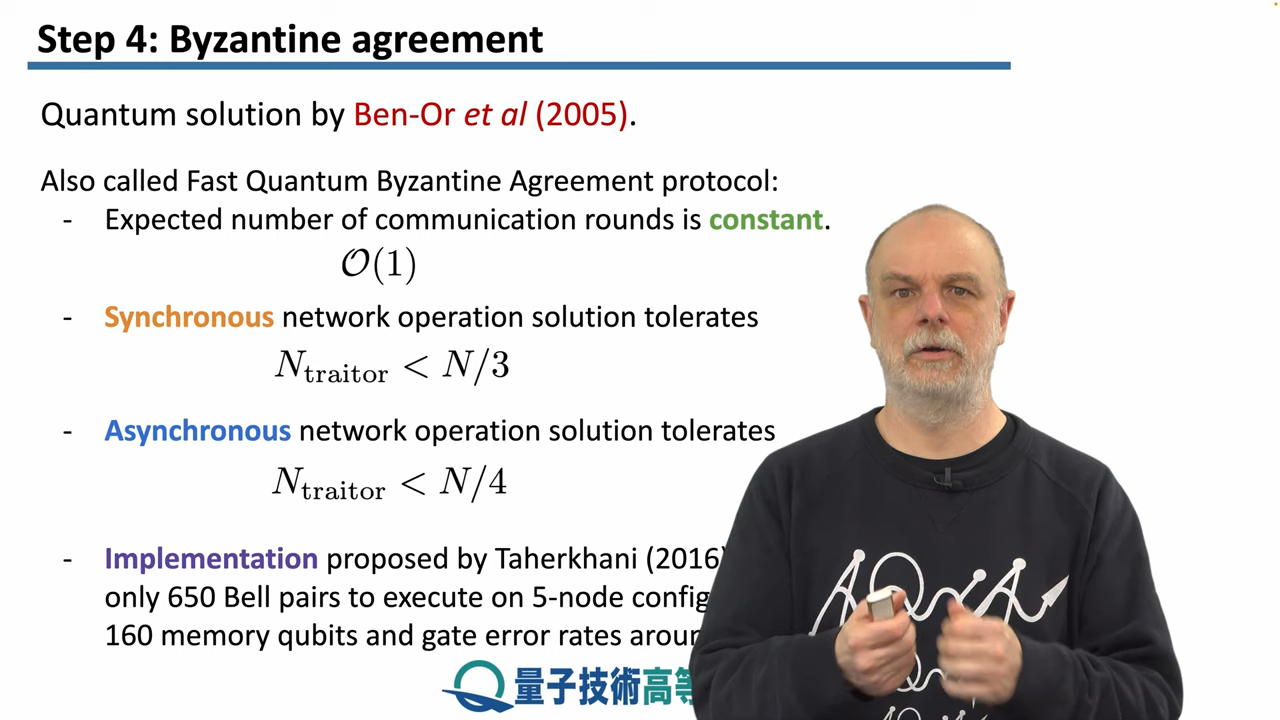 Step 4: Byzantine agreement
Quantum solution by Ben-Or et al (2005).
Also called Fast Quantum Byzantine Agreement protocol:
- Expected number of communication rounds is constant.
𝒪(1)
- Synchronous network operation solution tolerates
N_traitor < N/3
- Asynchronous network operation solution tolerates
N_traitor < N/4
- Implementation proposed by Taherkhani (2016)
only 650 Bell pairs to execute on 5-node config
160 memory qubits and gate error rates
量子技術高等